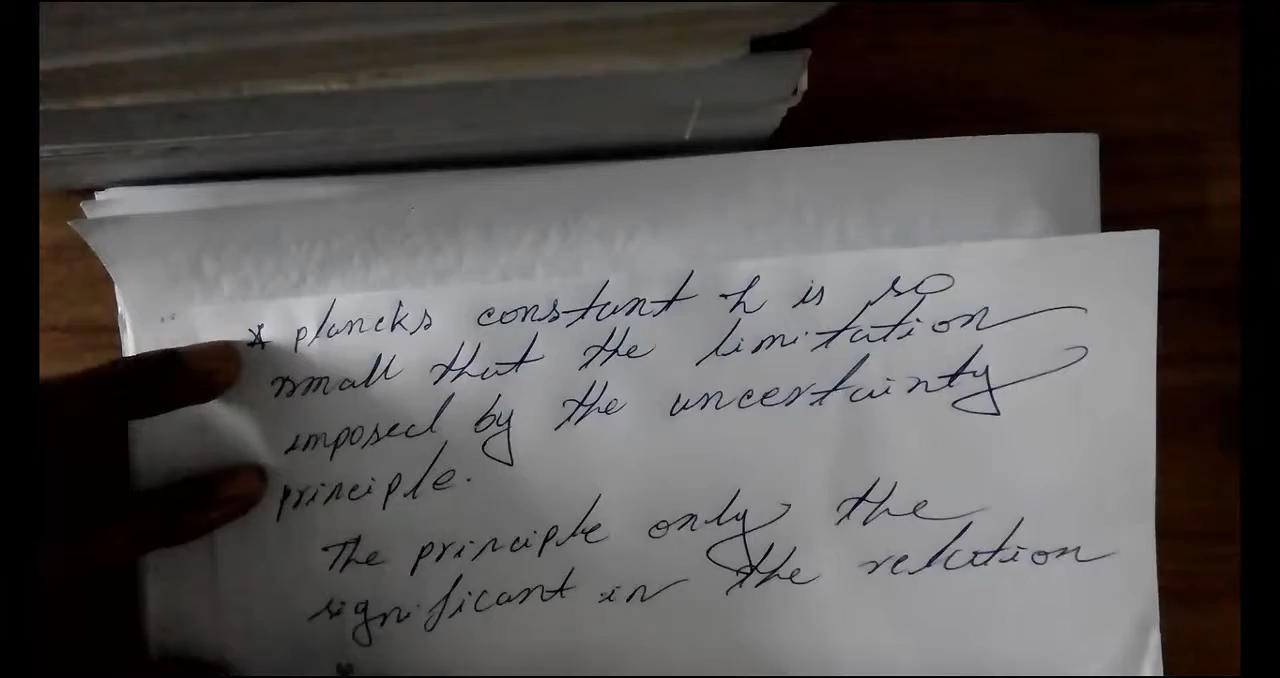 * plancks constant h is so
small that the limitation
imposed by the uncertainty
principle.
The principle only the
significant in the relation